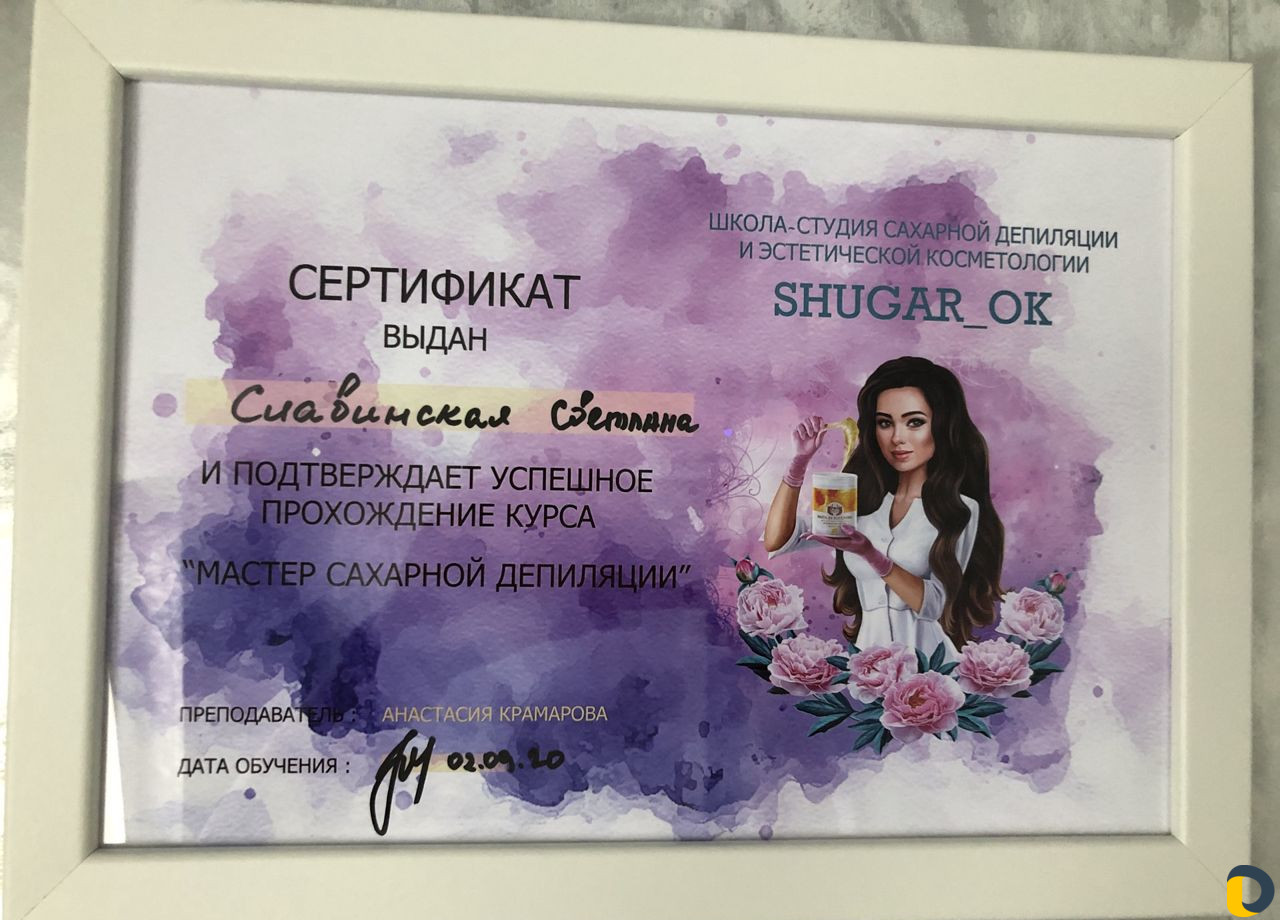 ШКОЛА-СТУДИЯ САХАРНОЙ ДЕПИЛЯЦИИ
И ЭСТЕТИЧЕСКОЙ КОСМЕТОЛОГИИ
SHUGAR_OK
СЕРТИФИКАТ
ВЫДАН
Славинская Светлана
И ПОДТВЕРЖДАЕТ УСПЕШНОЕ
ПРОХОЖДЕНИЕ КУРСА
"МАСТЕР САХАРНОЙ ДЕПИЛЯЦИИ"
ПРЕПОДАВАТЕЛЬ : АНАСТАСИЯ КРАМАРОВА
ДАТА ОБУЧЕНИЯ : 02.09.20